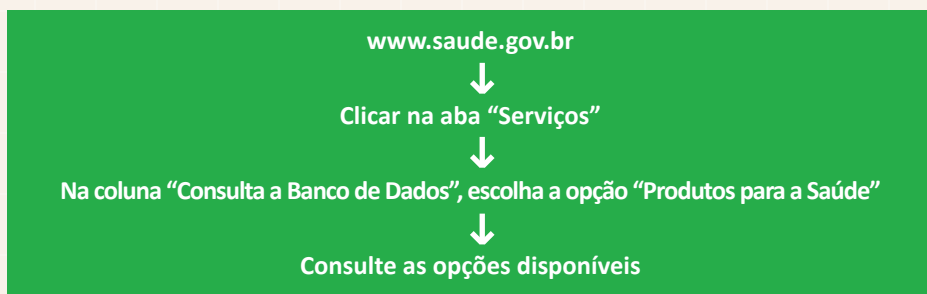 www.saude.gov.br
↓
Clicar na aba “Serviços”
↓
Na coluna “Consulta a Banco de Dados”, escolha a opção “Produtos para a Saúde”
↓
Consulte as opções disponíveis